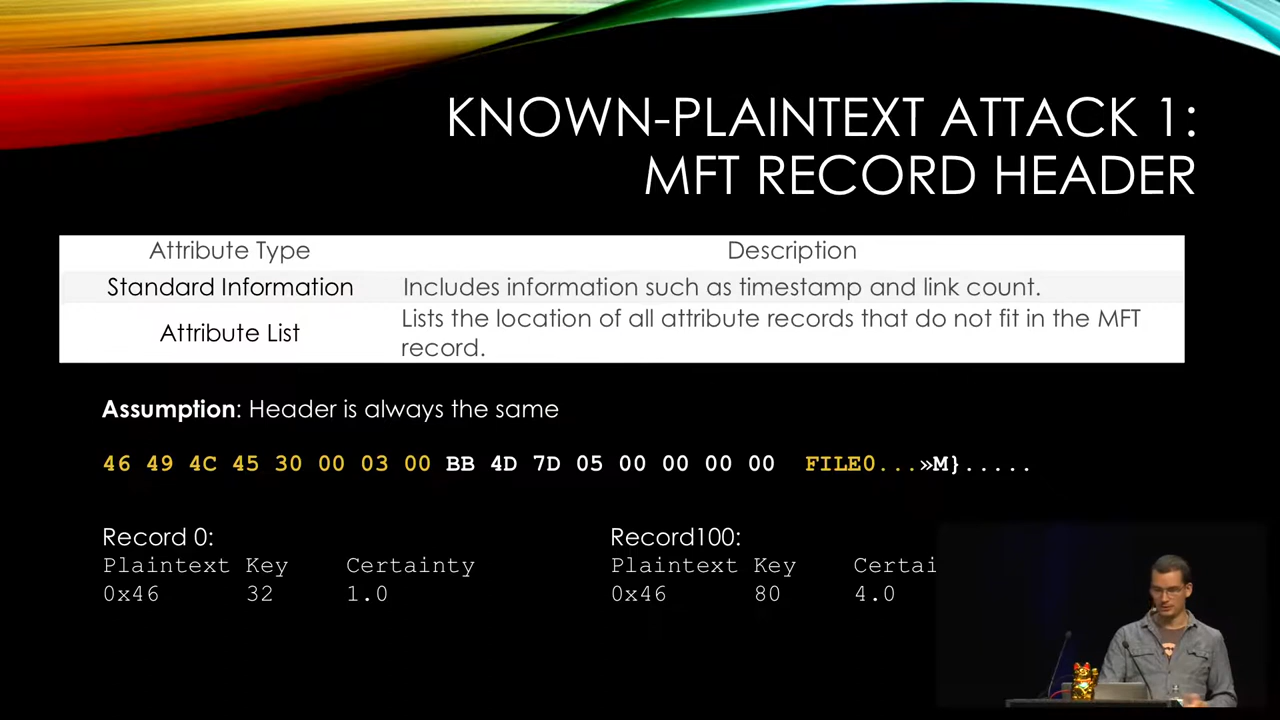 KNOWN-PLAINTEXT ATTACK 1:
MFT RECORD HEADER
Attribute Type Description
Standard Information Includes information such as timestamp and link count.
Attribute List Lists the location of all attribute records that do not fit in the MFT
record.
Assumption: Header is always the same
46 49 4C 45 30 00 03 00 BB 4D 7D 05 00 00 00 00 FILE0...»M}.....
Record 0:
Plaintext Key Certainty
0x46 32 1.0
Record100:
Plaintext Key Certai
0x46 80 4.0